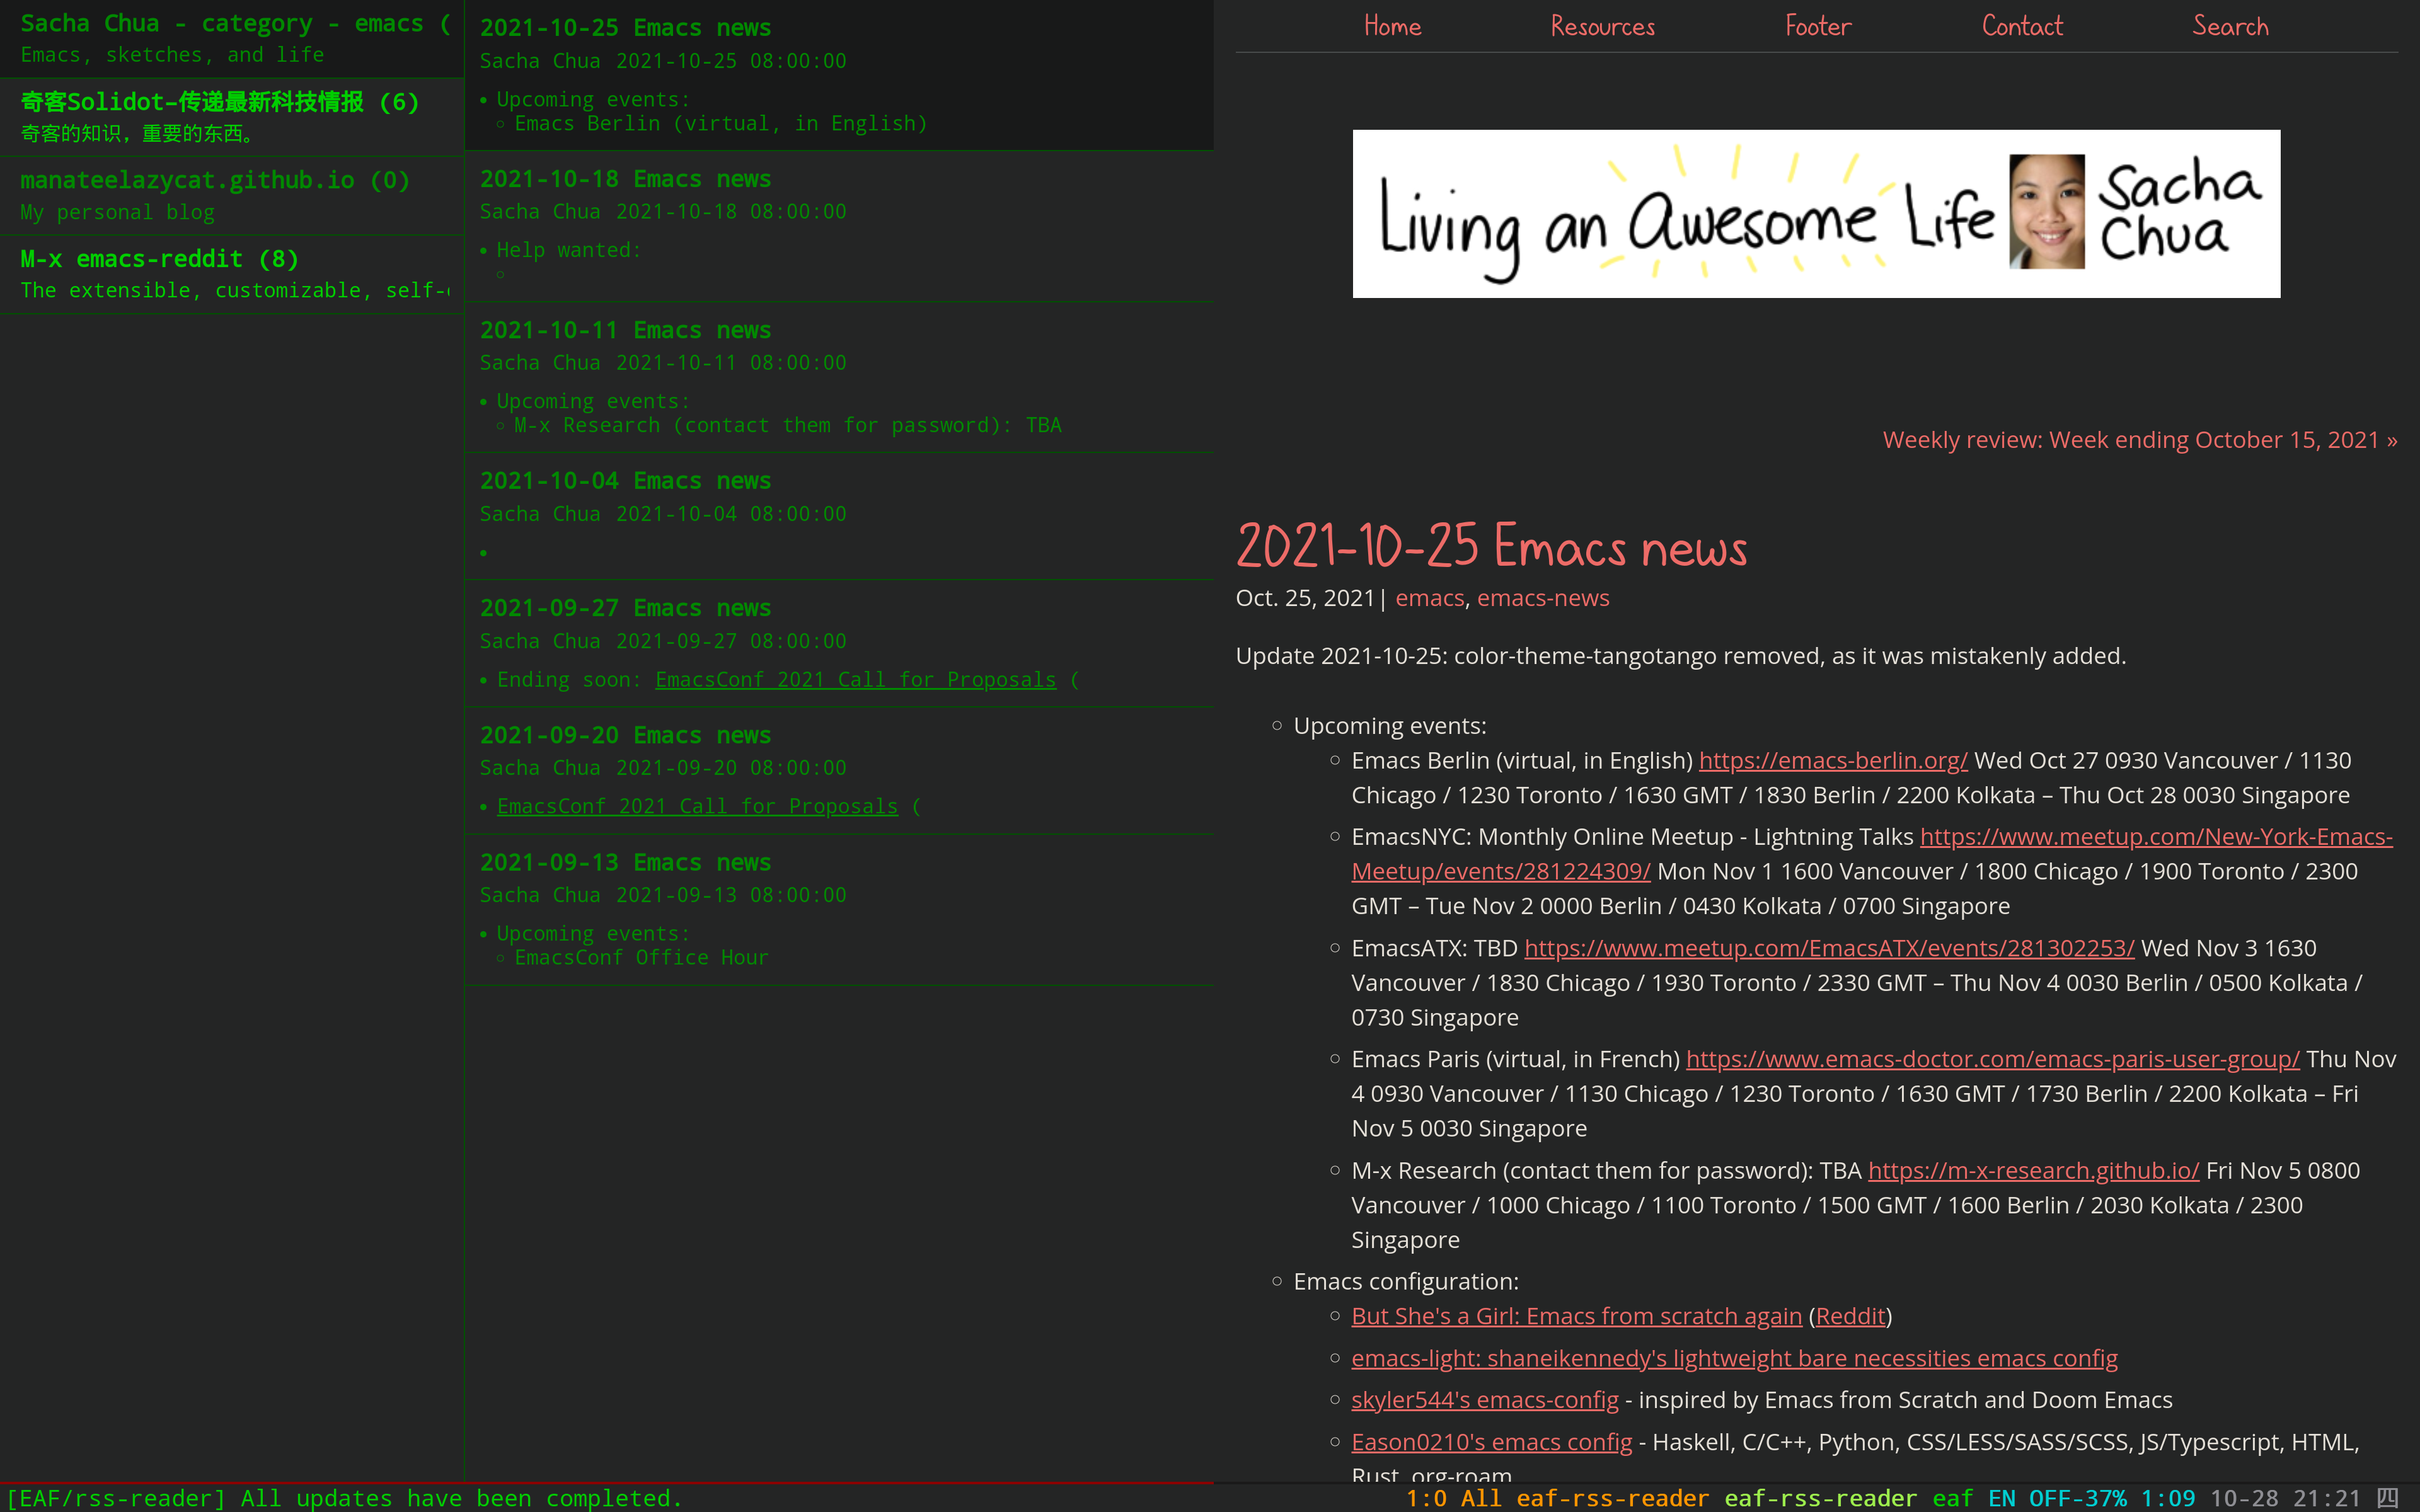 Sacha Chua - category - emacs (
Emacs, sketches, and life
奇客Solidot–传递最新科技情报 (6)
奇客的知识，重要的东西。
manateelazycat.github.io (0)
My personal blog
M-x emacs-reddit (8)
The extensible, customizable, self-
2021-10-25 Emacs news
Sacha Chua 2021-10-25 08:00:00
• Upcoming events:
◦ Emacs Berlin (virtual, in English)
2021-10-18 Emacs news
Sacha Chua 2021-10-18 08:00:00
• Help wanted:
◦
2021-10-11 Emacs news
Sacha Chua 2021-10-11 08:00:00
• Upcoming events:
◦ M-x Research (contact them for password): TBA
2021-10-04 Emacs news
Sacha Chua 2021-10-04 08:00:00
•
2021-09-27 Emacs news
Sacha Chua 2021-09-27 08:00:00
• Ending soon: EmacsConf 2021 Call for Proposals (
2021-09-20 Emacs news
Sacha Chua 2021-09-20 08:00:00
• EmacsConf 2021 Call for Proposals (
2021-09-13 Emacs news
Sacha Chua 2021-09-13 08:00:00
• Upcoming events:
◦ EmacsConf Office Hour
Home Resources Footer Contact Search
Living an Awesome Life Sacha Chua
Weekly review: Week ending October 15, 2021 »
2021-10-25 Emacs news
Oct. 25, 2021| emacs, emacs-news
Update 2021-10-25: color-theme-tangotango removed, as it was mistakenly added.
◦ Upcoming events:
◦ Emacs Berlin (virtual, in English) https://emacs-berlin.org/ Wed Oct 27 0930 Vancouver / 1130
Chicago / 1230 Toronto / 1630 GMT / 1830 Berlin / 2200 Kolkata – Thu Oct 28 0030 Singapore
◦ EmacsNYC: Monthly Online Meetup - Lightning Talks https://www.meetup.com/New-York-Emacs-
Meetup/events/281224309/ Mon Nov 1 1600 Vancouver / 1800 Chicago / 1900 Toronto / 2300
GMT – Tue Nov 2 0000 Berlin / 0430 Kolkata / 0700 Singapore
◦ EmacsATX: TBD https://www.meetup.com/EmacsATX/events/281302253/ Wed Nov 3 1630
Vancouver / 1830 Chicago / 1930 Toronto / 2330 GMT – Thu Nov 4 0030 Berlin / 0500 Kolkata /
0730 Singapore
◦ Emacs Paris (virtual, in French) https://www.emacs-doctor.com/emacs-paris-user-group/ Thu Nov
4 0930 Vancouver / 1130 Chicago / 1230 Toronto / 1630 GMT / 1730 Berlin / 2200 Kolkata – Fri
Nov 5 0030 Singapore
◦ M-x Research (contact them for password): TBA https://m-x-research.github.io/ Fri Nov 5 0800
Vancouver / 1000 Chicago / 1100 Toronto / 1500 GMT / 1600 Berlin / 2030 Kolkata / 2300
Singapore
◦ Emacs configuration:
◦ But She's a Girl: Emacs from scratch again (Reddit)
◦ emacs-light: shaneikennedy's lightweight bare necessities emacs config
◦ skyler544's emacs-config - inspired by Emacs from Scratch and Doom Emacs
◦ Eason0210's emacs config - Haskell, C/C++, Python, CSS/LESS/SASS/SCSS, JS/Typescript, HTML,
Rust, org-roam
[EAF/rss-reader] All updates have been completed.
1:0 All eaf-rss-reader eaf-rss-reader eaf EN OFF-37% 1:09 10-28 21:21 四